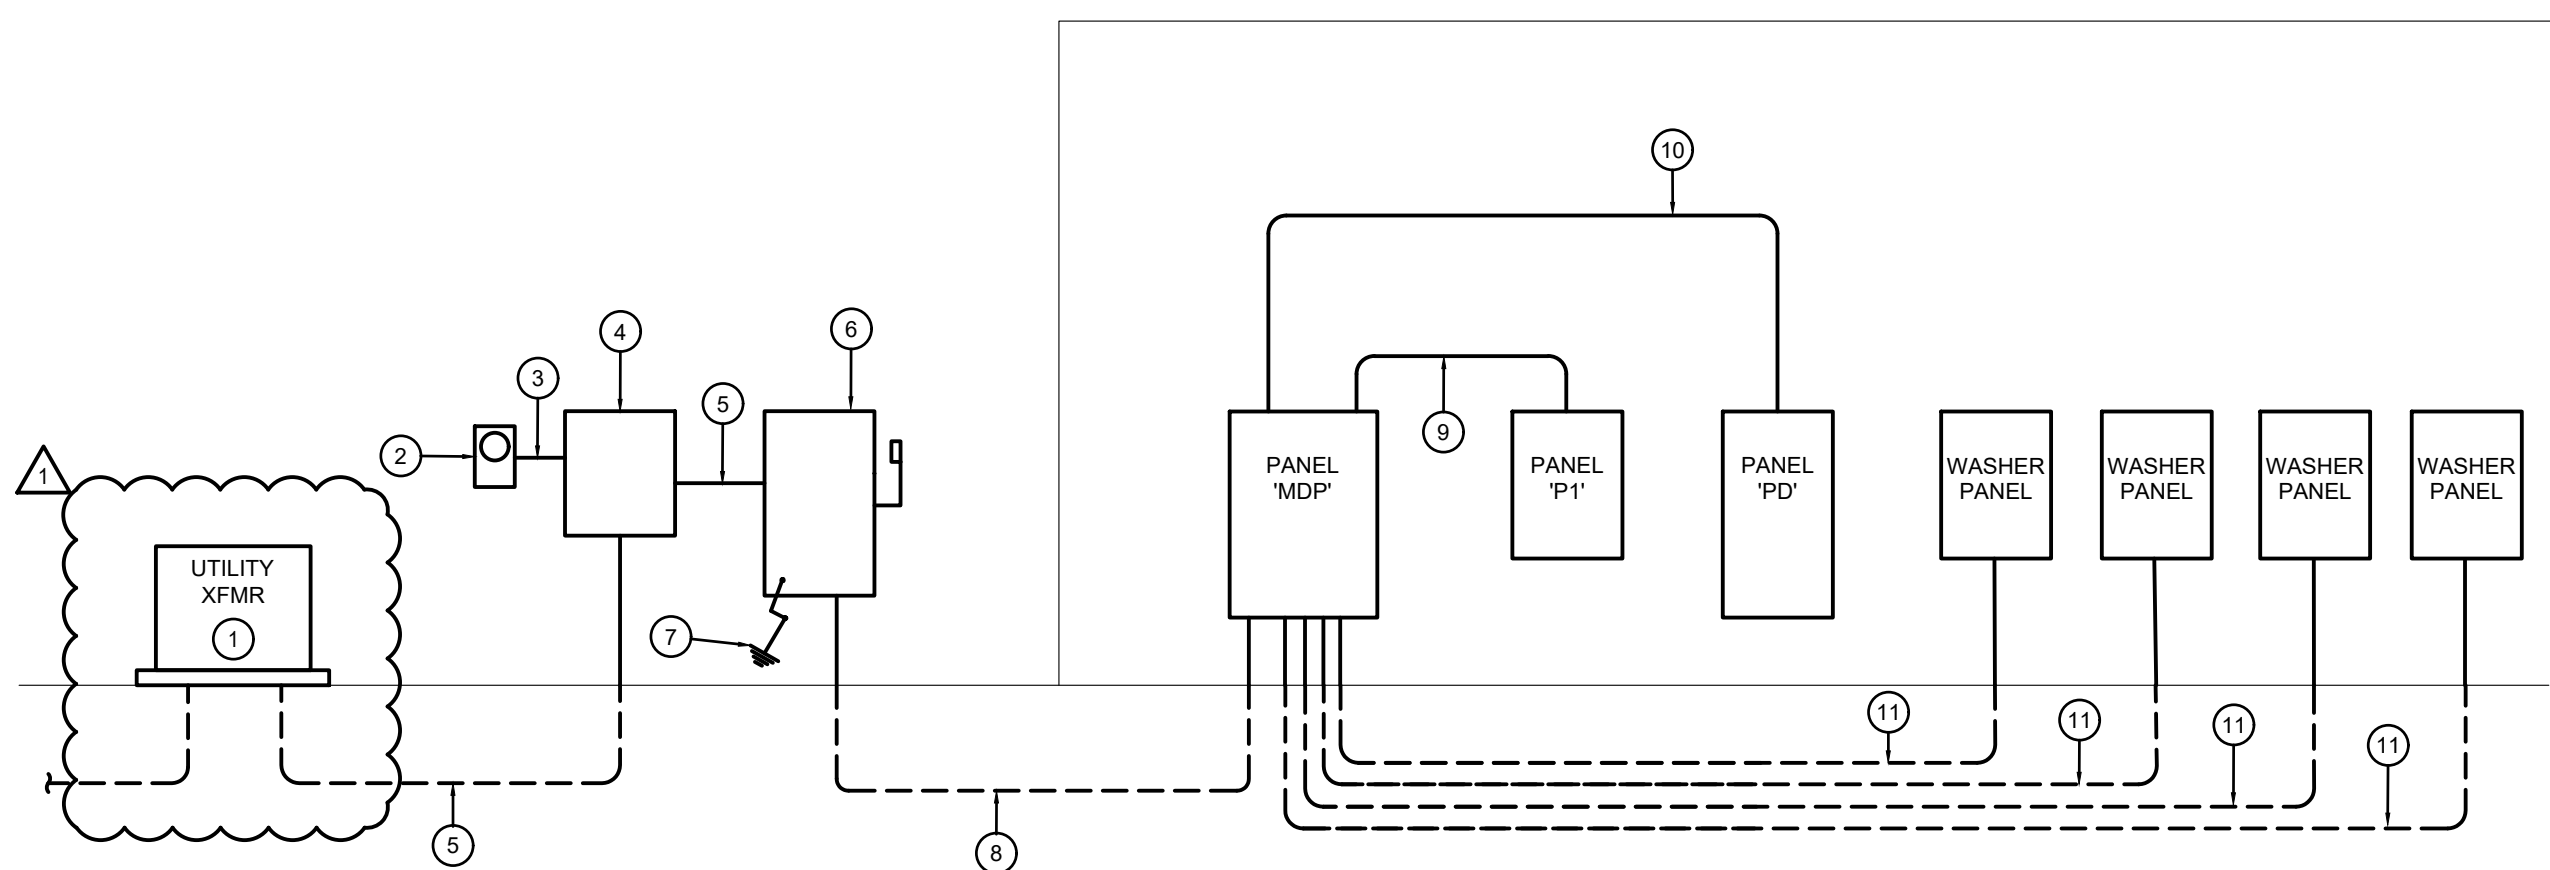 10
6
4
3
5
9
2
PANEL
'MDP'
PANEL
'P1'
PANEL
'PD'
WASHER
PANEL
WASHER
PANEL
WASHER
PANEL
WASHER
PANEL
1
UTILITY
XFMR
1
7
11
11
11
11
5
8